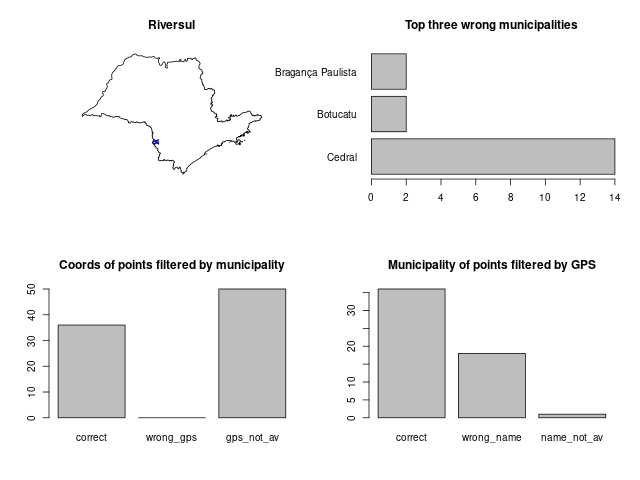 Riversul
Top three wrong municipalities
Bragança Paulista
Botucatu
Cedral
0 2 4 6 8 10 12 14
Coords of points filtered by municipality
50
40
30
20
10
0
correct wrong_gps gps_not_av
Municipality of points filtered by GPS
30
20
10
5
0
correct wrong_name name_not_av